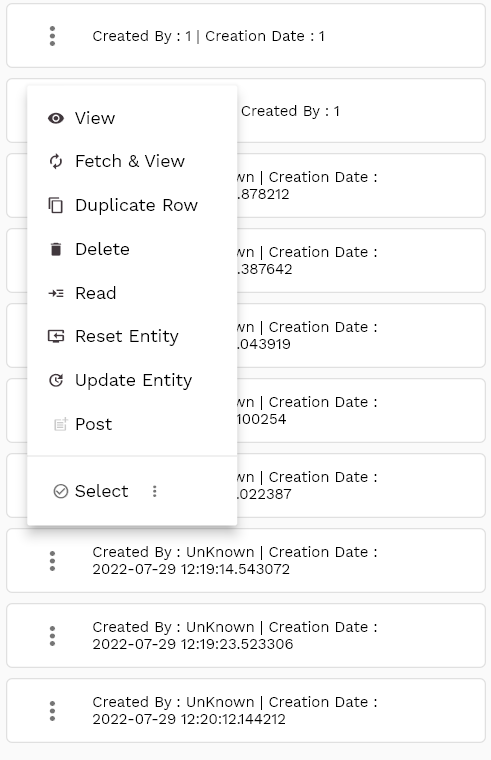 Created By : 1 | Creation Date : 1
Created By : 1
View
Fetch & View
Duplicate Row
Delete
Read
Reset Entity
Update Entity
Post
Select
wn | Creation Date :
.878212
wn | Creation Date :
.387642
wn | Creation Date :
.043919
wn | Creation Date :
100254
wn | Creation Date :
.022387
Created By : UnKnown | Creation Date :
2022-07-29 12:19:14.543072
Created By : UnKnown | Creation Date :
2022-07-29 12:19:23.523306
Created By : UnKnown | Creation Date :
2022-07-29 12:20:12.144212